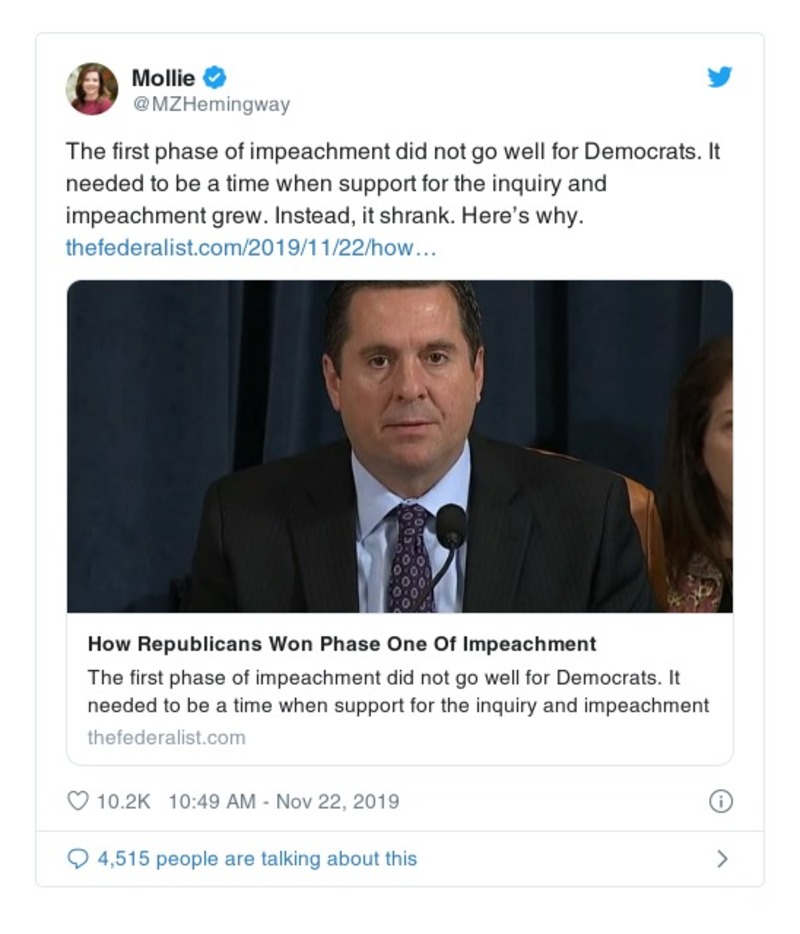 Mollie
@MZHemingway
The first phase of impeachment did not go well for Democrats. It
needed to be a time when support for the inquiry and
impeachment grew. Instead, it shrank. Here’s why.
thefederalist.com/2019/11/22/how…
How Republicans Won Phase One Of Impeachment
The first phase of impeachment did not go well for Democrats. It
needed to be a time when support for the inquiry and impeachment
thefederalist.com
10.2K 10:49 AM - Nov 22, 2019
4,515 people are talking about this